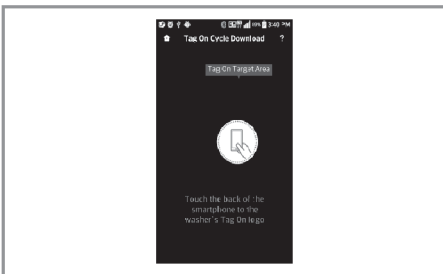 3:40 PM
Tag On Cycle Download ?
Tag On Target Area
Touch the back of the
smartphone to the
washer's Tag On logo